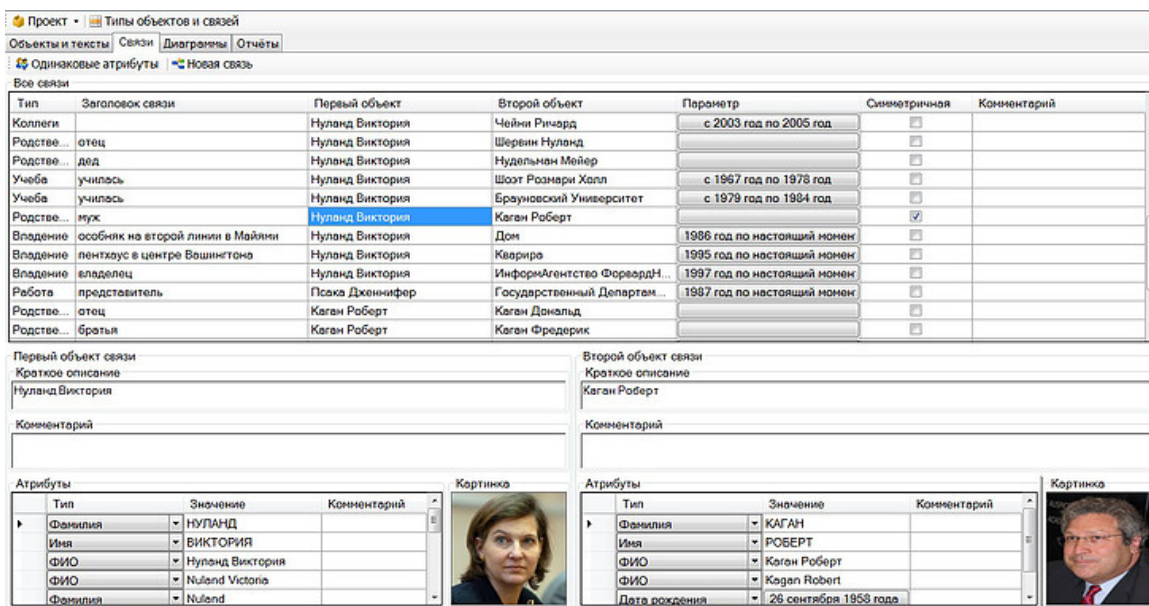 Проект Типы объектов и связей
Объекты и тексты Связи Диаграммы Отчёты
Одинаковые атрибуты Новая связь
Все связи
Тип Заголовок связи Первый объект Второй объект Параметр Симметричная Комментарий
Коллеги Нуланд Виктория Чейни Ричард с 2003 год по 2005 год
Родстве... отец Нуланд Виктория Шервин Нуланд
Родстве... дед Нуланд Виктория Нудельман Мейер
Учеба училась Нуланд Виктория Шоэт Розмари Холл с 1967 год по 1978 год
Учеба училась Нуланд Виктория Брауновский Университет с 1979 год по 1984 год
Родстве... муж Нуланд Виктория Каган Роберт
Владение особняк на второй линии в Майями Нуланд Виктория Дом 1986 год по настоящий момен
Владение пентхаус в центре Вашингтона Нуланд Виктория Кварира 1995 год по настоящий момен
Владение владелец Нуланд Виктория ИнформАгентство ФорвардН... 1997 год по настоящий момен
Работа представитель Псака Дженнифер Государственный Департам... 1987 год по настоящий момен
Родстве... отец Каган Роберт Каган Дональд
Родстве... братья Каган Роберт Каган Фредерик
Первый объект связи Второй объект связи
Краткое описание Краткое описание
Нуланд Виктория Каган Роберт
Комментарий Комментарий
Атрибуты Картинка Атрибуты Картинка
Тип Значение Комментарий Тип Значение Комментарий
Фамилия НУЛАНД Фамилия КАГАН
Имя ВИКТОРИЯ Имя РОБЕРТ
ФИО Нуланд Виктория ФИО Каган Роберт
ФИО Nuland Victoria ФИО Kagan Robert
Фамилия Nuland Дата рождения 26 сентября 1958 года